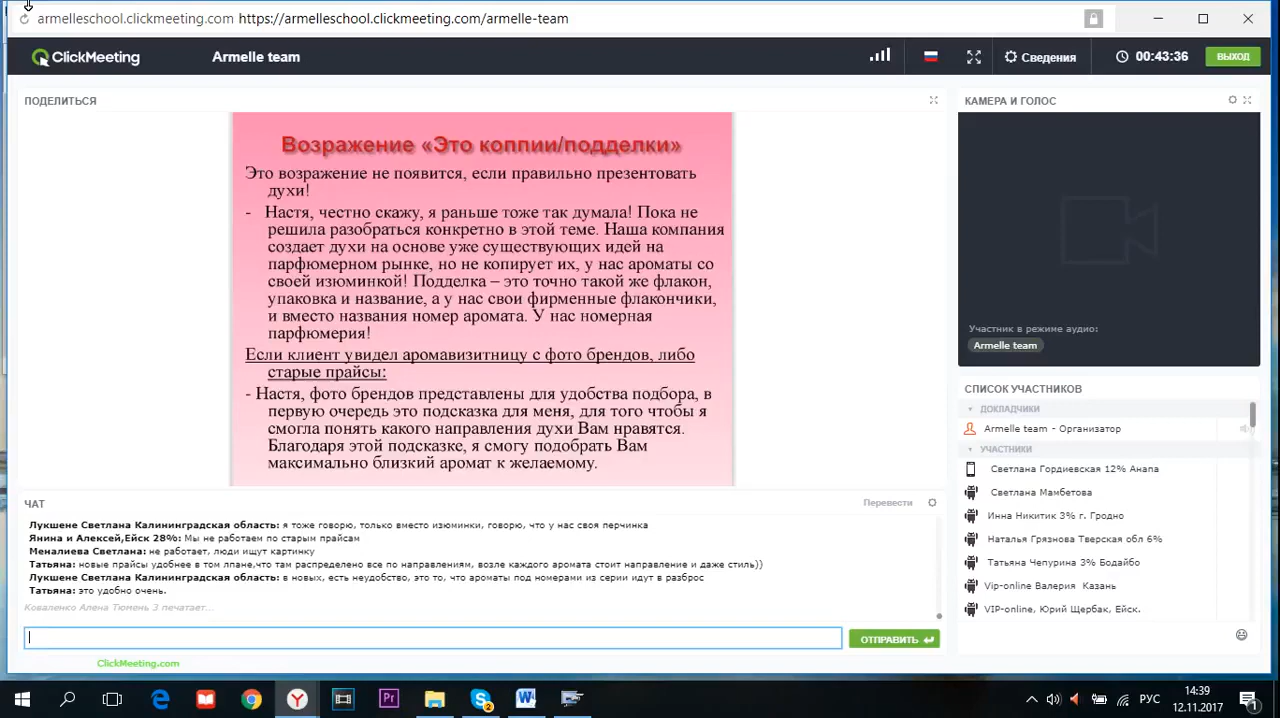 armelleschool.clickmeeting.com https://armelleschool.clickmeeting.com/armelle-team
ClickMeeting
Armelle team
Сведения
00:43:36
ВЫХОД
ПОДЕЛИТЬСЯ
Возражение «Это коппии/подделки»
Это возражение не появится, если правильно презентовать
духи!
- Настя, честно скажу, я раньше тоже так думала! Пока не
решила разобраться конкретно в этой теме. Наша компания
создает духи на основе уже существующих идей на
парфюмерном рынке, но не копирует их, у нас ароматы со
своей изюминкой! Подделка – это точно такой же флакон,
упаковка и название, а у нас свои фирменные флакончики,
и вместо названия номер аромата. У нас номерная
парфюмерия!
Если клиент увидел аромавизитницу с фото брендов, либо
старые прайсы:
- Настя, фото брендов представлены для удобства подбора, в
первую очередь это подсказка для меня, для того чтобы я
смогла понять какого направления духи Вам нравятся.
Благодаря этой подсказке, я смогу подобрать Вам
максимально близкий аромат к желаемому.
КАМЕРА И ГОЛОС
Участник в режиме аудио:
Armelle team
СПИСОК УЧАСТНИКОВ
ДОКЛАДЧИКИ
Armelle team - Организатор
УЧАСТНИКИ
Светлана Гордиевская 12% Анапа
Светлана Мамбетова
Инна Никитик 3% г. Гродно
Наталья Грязнова Тверская обл 6%
Татьяна Чепурина 3% Бодайбо
Vip-online Валерия Казань
VIP-online, Юрий Щербак, Ейск.
ЧАТ
Перевести
Лукшене Светлана Калининградская область: я тоже говорю, только вместо изюминки, говорю, что у нас своя перчинка
Янина и Алексей,Ейск 28%: Мы не работаем по старым прайсам
Меналиева Светлана: не работает, люди ищут картинку
Татьяна: новые прайсы удобнее в том плпане,что там распределено все по направлениям, возле каждого аромата стоит направление и даже стиль))
Лукшене Светлана Калининградская область: в новых, есть неудобство, это то, что ароматы под номерами из серии идут в разброс
Татьяна: это удобно очень.
Коваленко Алена Тюмень 3 печатает...
ОТПРАВИТЬ
ClickMeeting.com
РУС
14:39
12.11.2017